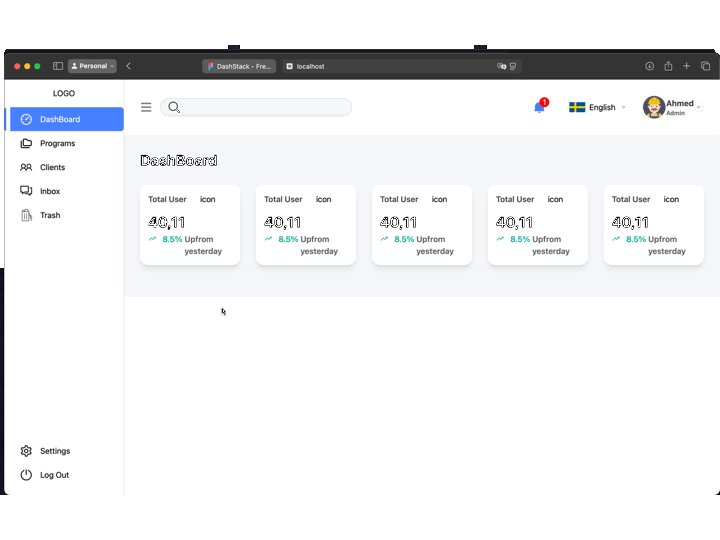 Personal
DashStack - Fre...
localhost
LOGO
DashBoard
Programs
Clients
Inbox
Trash
Settings
Log Out
1
English
Ahmed
Admin
DashBoard
Total User icon
40,11
8.5% Upfrom
yesterday
Total User icon
40,11
8.5% Upfrom
yesterday
Total User icon
40,11
8.5% Upfrom
yesterday
Total User icon
40,11
8.5% Upfrom
yesterday
Total User icon
40,11
8.5% Upfrom
yesterday